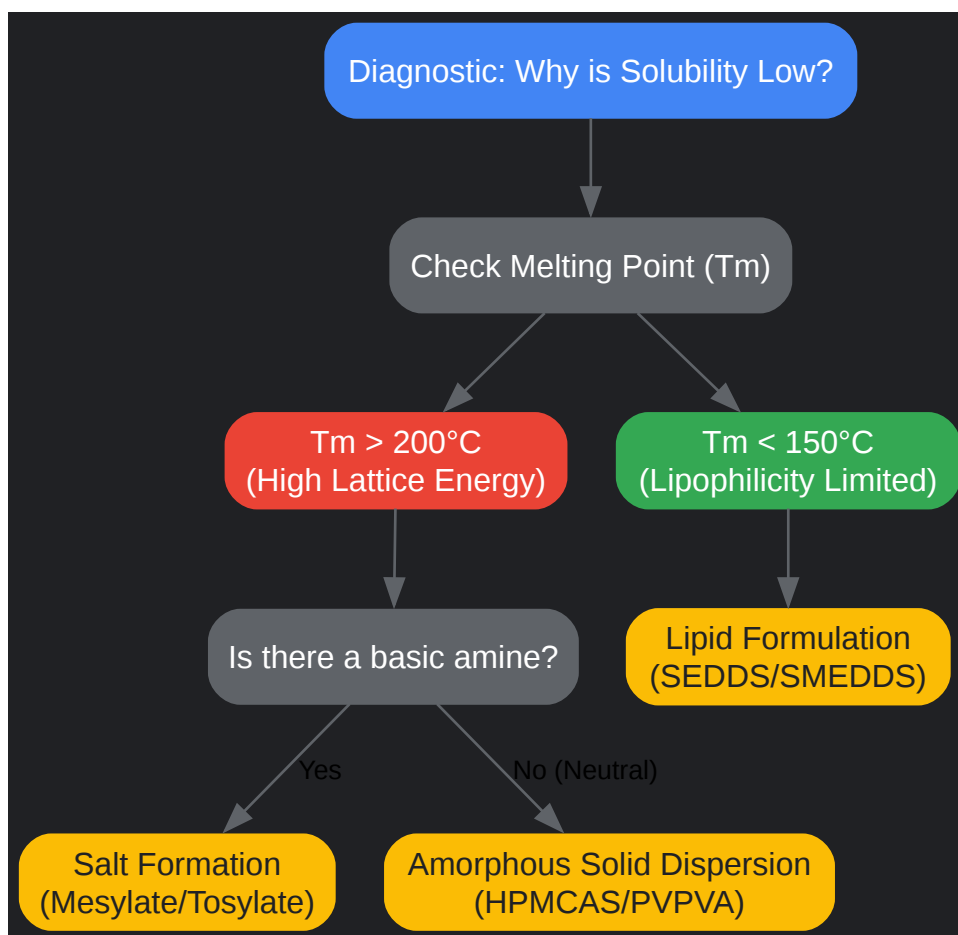 Diagnostic: Why is Solubility Low?
Check Melting Point (Tm)
Tm > 200°C
(High Lattice Energy)
Tm < 150°C
(Lipophilicity Limited)
Is there a basic amine?
Lipid Formulation
(SEDDS/SMEDDS)
Yes
No (Neutral)
Salt Formation
(Mesylate/Tosylate)
Amorphous Solid Dispersion
(HPMCAS/PVPVA)